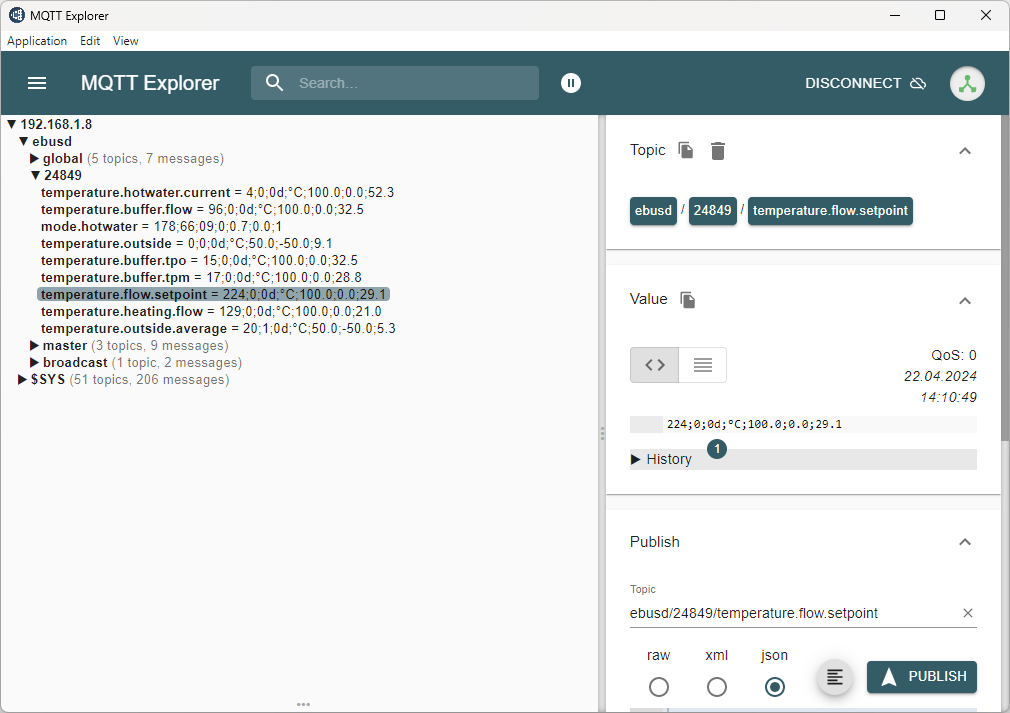 MQTT Explorer
Application Edit View
MQTT Explorer Search... DISCONNECT
▼ 192.168.1.8
▼ ebusd
▶ global (5 topics, 7 messages)
▼ 24849
temperature.hotwater.current = 4;0;0d;°C;100.0;0.0;52.3
temperature.buffer.flow = 96;0;0d;°C;100.0;0.0;32.5
mode.hotwater = 178;66;09;0;0.7;0.0;1
temperature.outside = 0;0;0d;°C;50.0;-50.0;9.1
temperature.buffer.tpo = 15;0;0d;°C;100.0;0.0;32.5
temperature.buffer.tpm = 17;0;0d;°C;100.0;0.0;28.8
temperature.flow.setpoint = 224;0;0d;°C;100.0;0.0;29.1
temperature.heating.flow = 129;0;0d;°C;100.0;0.0;21.0
temperature.outside.average = 20;1;0d;°C;50.0;-50.0;5.3
▶ master (3 topics, 9 messages)
▶ broadcast (1 topic, 2 messages)
▶ $SYS (51 topics, 206 messages)
Topic
ebusd / 24849 / temperature.flow.setpoint
Value
QoS: 0
22.04.2024
14:10:49
224;0;0d;°C;100.0;0.0;29.1
▶ History 1
Publish
Topic
ebusd/24849/temperature.flow.setpoint
raw xml json
PUBLISH